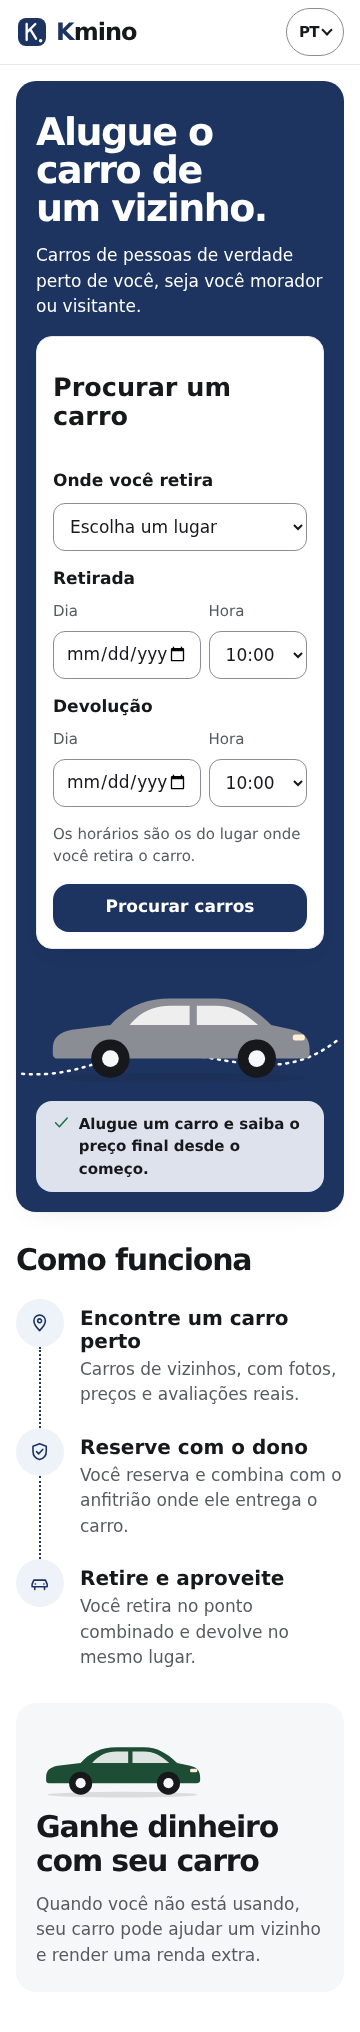 K. Kmino
PT
Alugue o
carro de
um vizinho.
Carros de pessoas de verdade
perto de você, seja você morador
ou visitante.
Procurar um
carro
Onde você retira
Escolha um lugar
Retirada
Dia Hora
mm/dd/yyy 10:00
Devolução
Dia Hora
mm/dd/yyy 10:00
Os horários são os do lugar onde
você retira o carro.
Procurar carros
Alugue um carro e saiba o
preço final desde o
começo.
Como funciona
Encontre um carro
perto
Carros de vizinhos, com fotos,
preços e avaliações reais.
Reserve com o dono
Você reserva e combina com o
anfitrião onde ele entrega o
carro.
Retire e aproveite
Você retira no ponto
combinado e devolve no
mesmo lugar.
Ganhe dinheiro
com seu carro
Quando você não está usando,
seu carro pode ajudar um vizinho
e render uma renda extra.